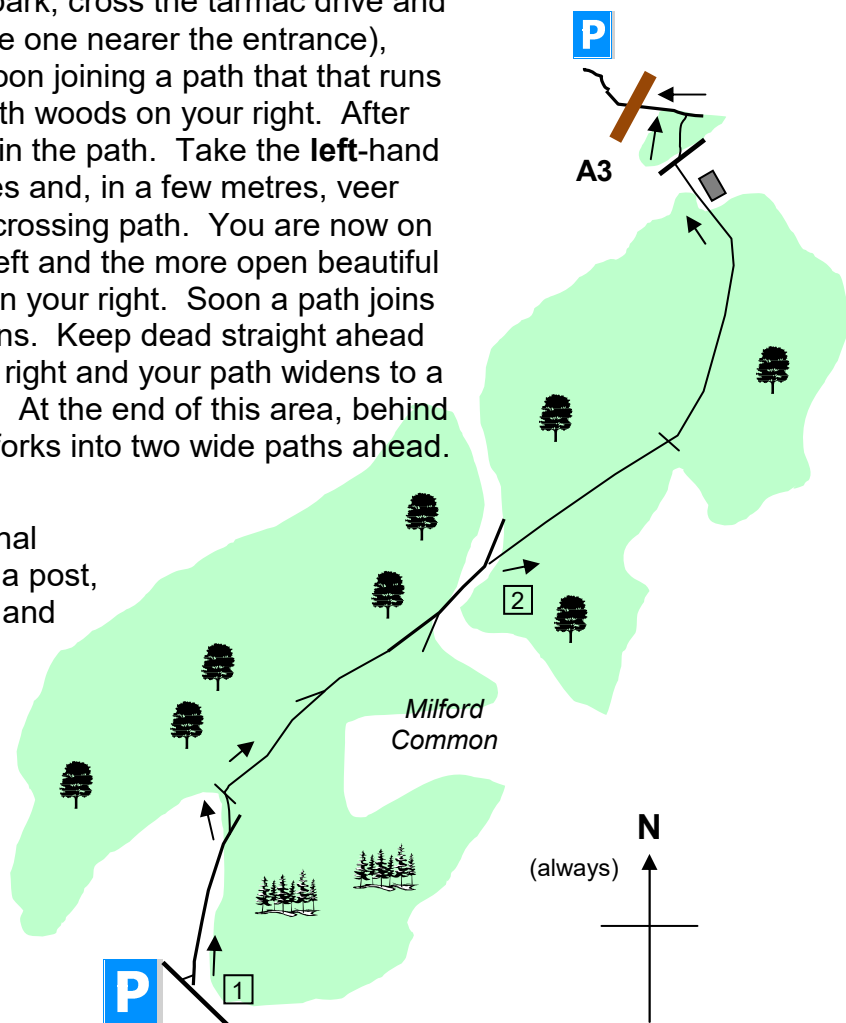 park, cross the tarmac drive and
e one nearer the entrance),
oon joining a path that that runs
th woods on your right. After
in the path. Take the left-hand
es and, in a few metres, veer
crossing path. You are now on
eft and the more open beautiful
n your right. Soon a path joins
ns. Keep dead straight ahead
right and your path widens to a
At the end of this area, behind
forks into two wide paths ahead.
nal
a post,
and
P
A3
2
Milford
Common
N
(always)
P
1